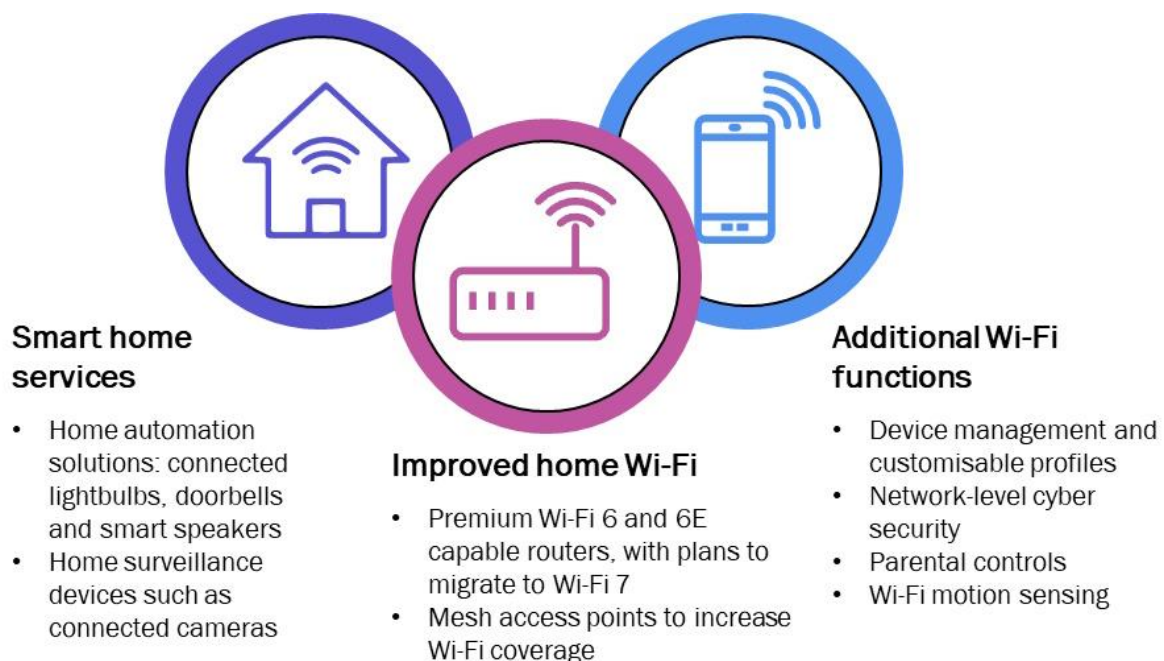 Smart home
services
• Home automation
solutions: connected
lightbulbs, doorbells
and smart speakers
• Home surveillance
devices such as
connected cameras
Improved home Wi-Fi
• Premium Wi-Fi 6 and 6E
capable routers, with plans to
migrate to Wi-Fi 7
• Mesh access points to increase
Wi-Fi coverage
Additional Wi-Fi
functions
• Device management and
customisable profiles
• Network-level cyber
security
• Parental controls
• Wi-Fi motion sensing